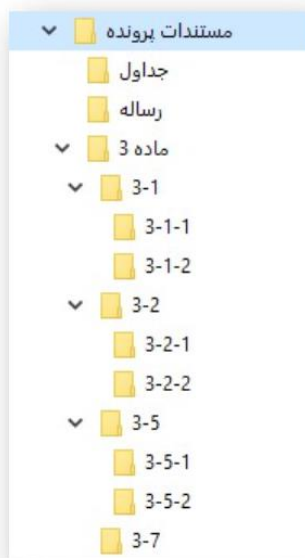 مستندات پرونده
جداول
رساله
ماده 3
3-1
3-1-1
3-1-2
3-2
3-2-1
3-2-2
3-5
3-5-1
3-5-2
3-7